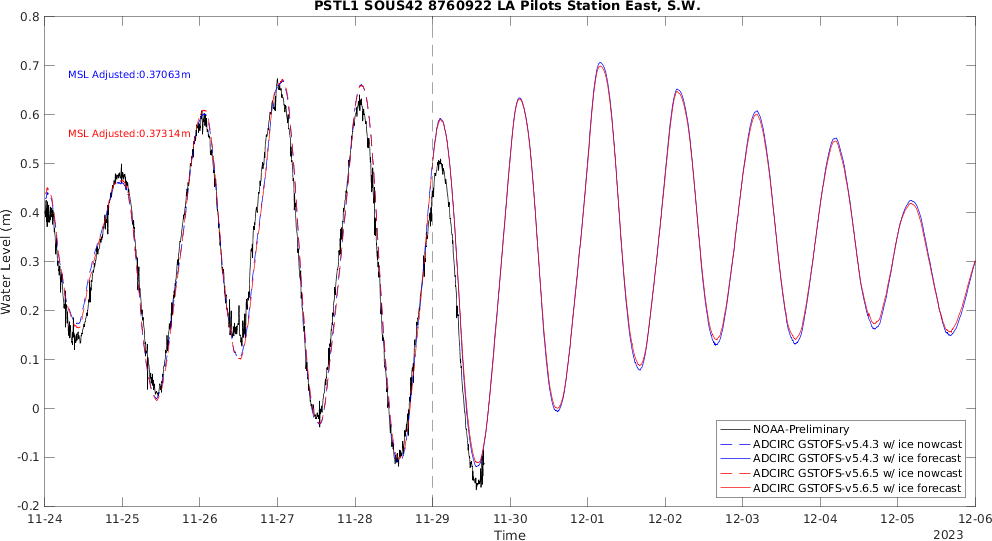 PSTL1 SOUS42 8760922 LA Pilots Station East, S.W.
0.8
0.7
0.6
0.5
0.4
0.3
0.2
0.1
0
-0.1
-0.2
Water Level (m)
MSL Adjusted:0.37063m
MSL Adjusted:0.37314m
NOAA-Preliminary
ADCIRC GSTOFS-v5.4.3 w/ ice nowcast
ADCIRC GSTOFS-v5.4.3 w/ ice forecast
ADCIRC GSTOFS-v5.6.5 w/ ice nowcast
ADCIRC GSTOFS-v5.6.5 w/ ice forecast
11-24 11-25 11-26 11-27 11-28 11-29 11-30 12-01 12-02 12-03 12-04 12-05 12-06
Time
2023